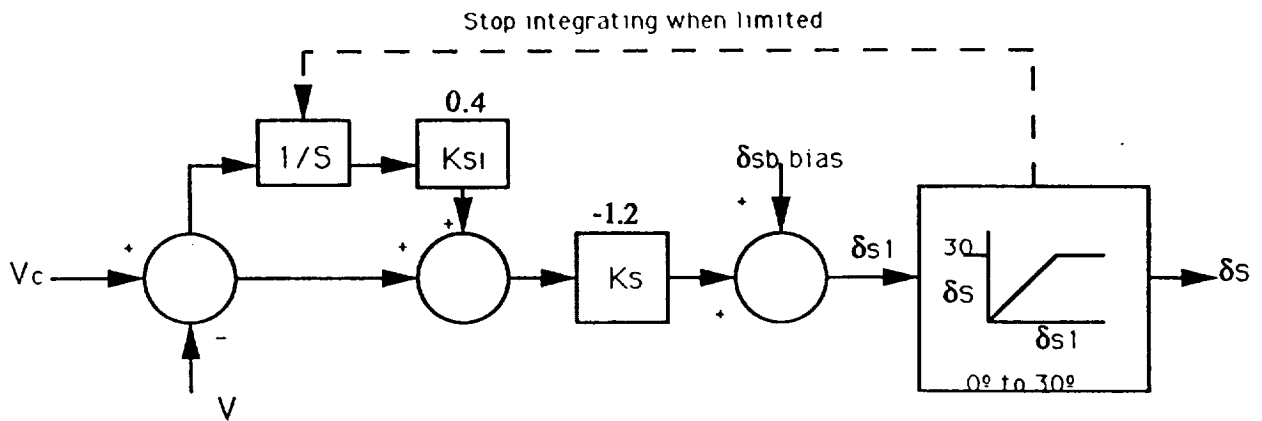 Stop integrating when limited
0.4
1/S
KSI
δsb bias
-1.2
+
+
+
+
δs1
30
Vc
KS
δS
δS
+
δs1
-
0º to 30º
V